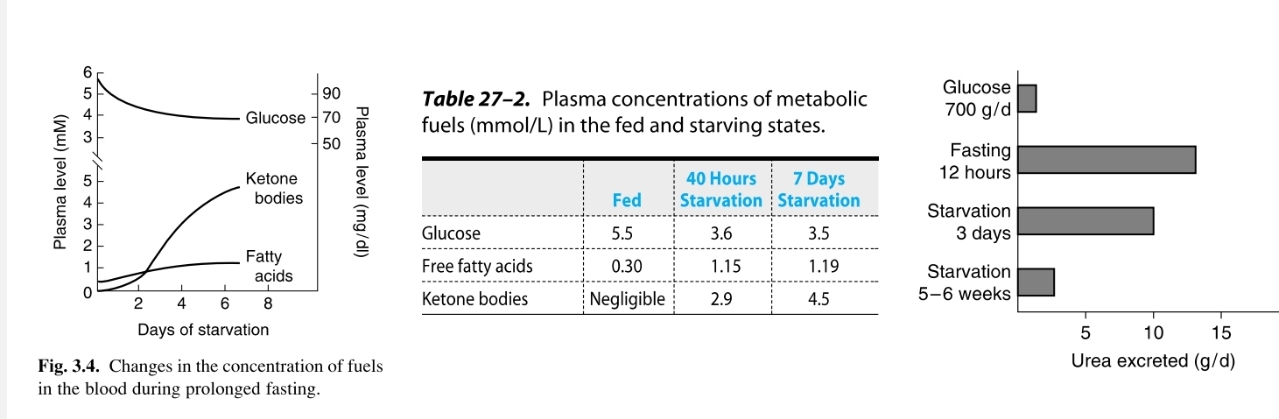 6
5
4
3
5
4
3
2
1
0
Plasma level (mM)
90
70
50
Plasma level (mg/dl)
Glucose
Ketone
bodies
Fatty
acids
2 4 6 8
Days of starvation
Fig. 3.4. Changes in the concentration of fuels
in the blood during prolonged fasting.
Table 27–2. Plasma concentrations of metabolic
fuels (mmol/L) in the fed and starving states.
40 Hours 7 Days
Fed Starvation Starvation
Glucose 5.5 3.6 3.5
Free fatty acids 0.30 1.15 1.19
Ketone bodies Negligible 2.9 4.5
Glucose
700 g/d
Fasting
12 hours
Starvation
3 days
Starvation
5–6 weeks
5 10 15
Urea excreted (g/d)